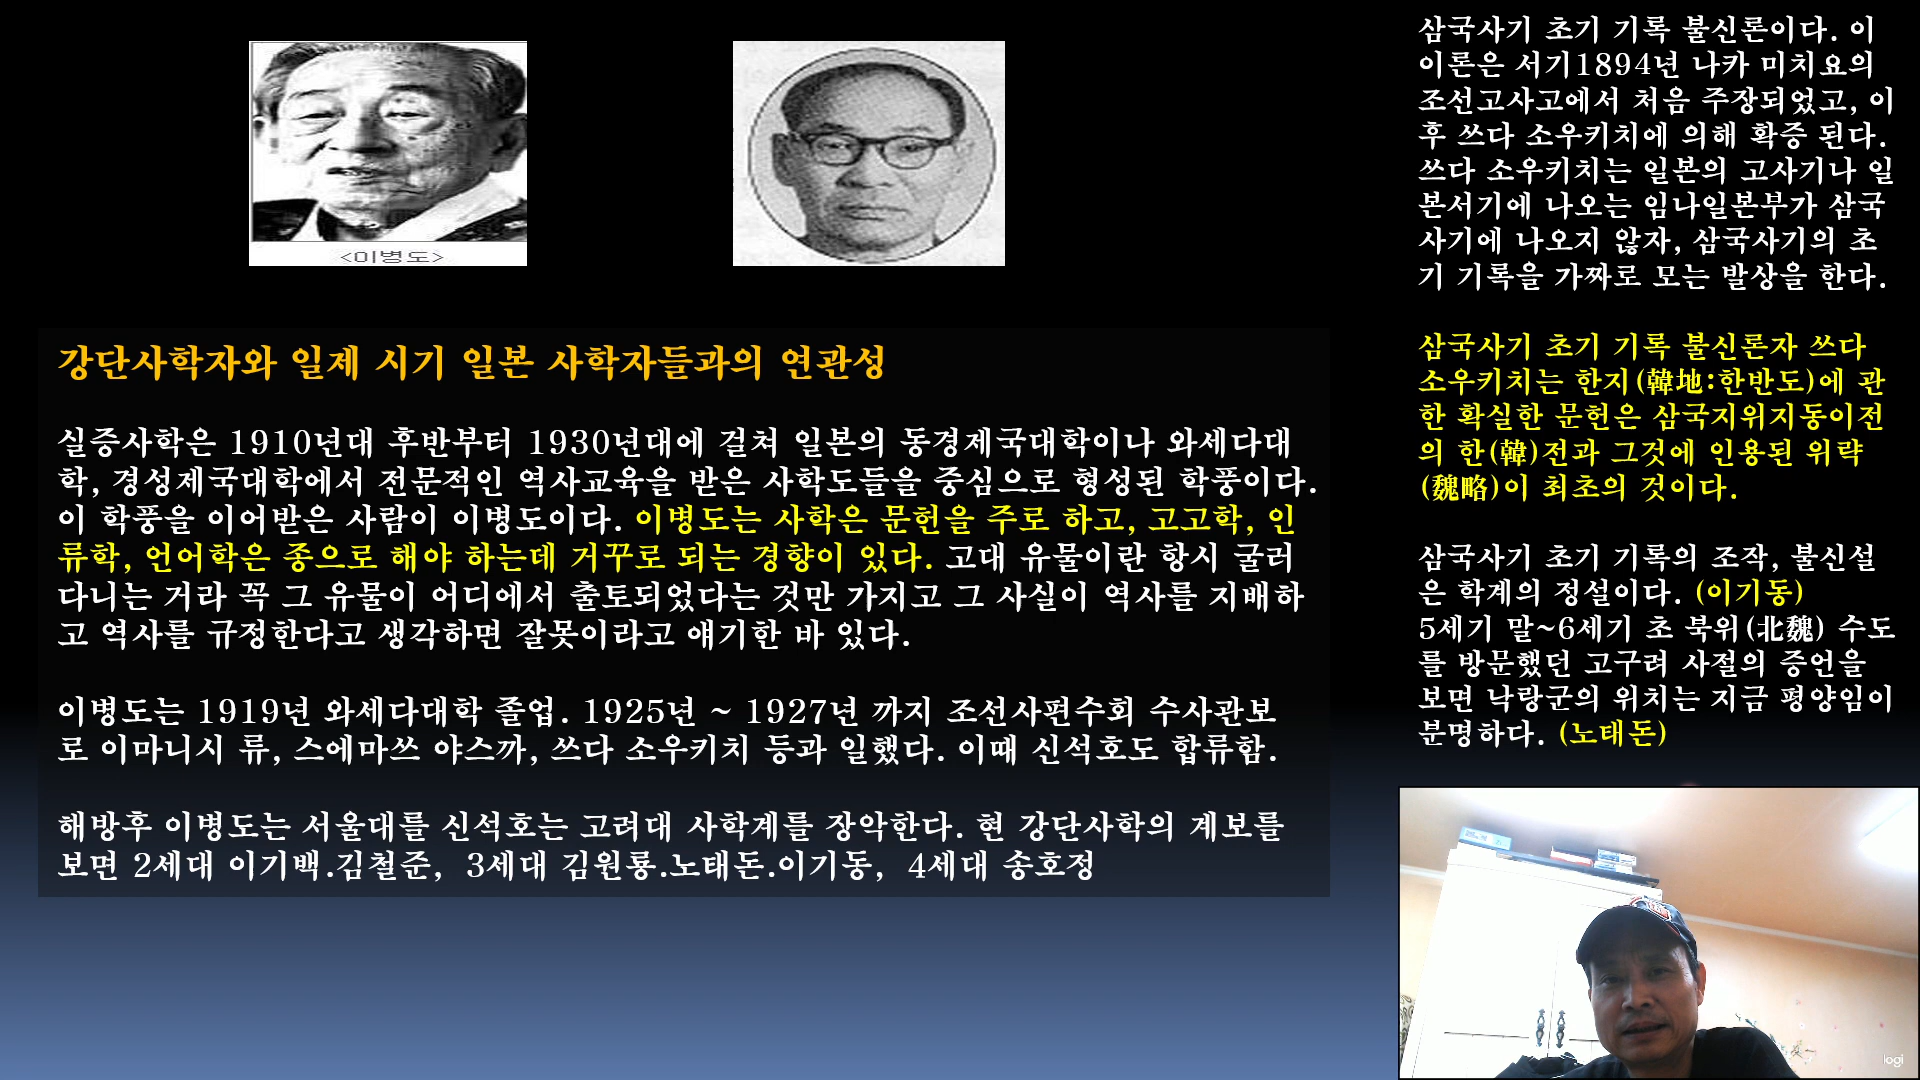 <이병도>
강단사학자와 일제 시기 일본 사학자들과의 연관성
실증사학은 1910년대 후반부터 1930년대에 걸쳐 일본의 동경제국대학이나 와세다대
학, 경성제국대학에서 전문적인 역사교육을 받은 사학도들을 중심으로 형성된 학풍이다.
이 학풍을 이어받은 사람이 이병도이다. 이병도는 사학은 문헌을 주로 하고, 고고학, 인
류학, 언어학은 종으로 해야 하는데 거꾸로 되는 경향이 있다. 고대 유물이란 항시 굴러
다니는 거라 꼭 그 유물이 어디에서 출토되었다는 것만 가지고 그 사실이 역사를 지배하
고 역사를 규정한다고 생각하면 잘못이라고 얘기한 바 있다.
이병도는 1919년 와세다대학 졸업. 1925년 ~ 1927년 까지 조선사편수회 수사관보
로 이마니시 류, 스에마쓰 야스까, 쓰다 소우키치 등과 일했다. 이때 신석호도 합류함.
해방후 이병도는 서울대를 신석호는 고려대 사학계를 장악한다. 현 강단사학의 계보를
보면 2세대 이기백.김철준, 3세대 김원룡.노태돈.이기동, 4세대 송호정
삼국사기 초기 기록 불신론이다. 이
이론은 서기1894년 나카 미치요의
조선고사고에서 처음 주장되었고, 이
후 쓰다 소우키치에 의해 확증 된다.
쓰다 소우키치는 일본의 고사기나 일
본서기에 나오는 임나일본부가 삼국
사기에 나오지 않자, 삼국사기의 초
기 기록을 가짜로 모는 발상을 한다.
삼국사기 초기 기록 불신론자 쓰다
소우키치는 한지(韓地:한반도)에 관
한 확실한 문헌은 삼국지위지동이전
의 한(韓)전과 그것에 인용된 위략
(魏略)이 최초의 것이다.
삼국사기 초기 기록의 조작, 불신설
은 학계의 정설이다. (이기동)
5세기 말~6세기 초 북위(北魏) 수도
를 방문했던 고구려 사절의 증언을
보면 낙랑군의 위치는 지금 평양임이
분명하다. (노태돈)
logi